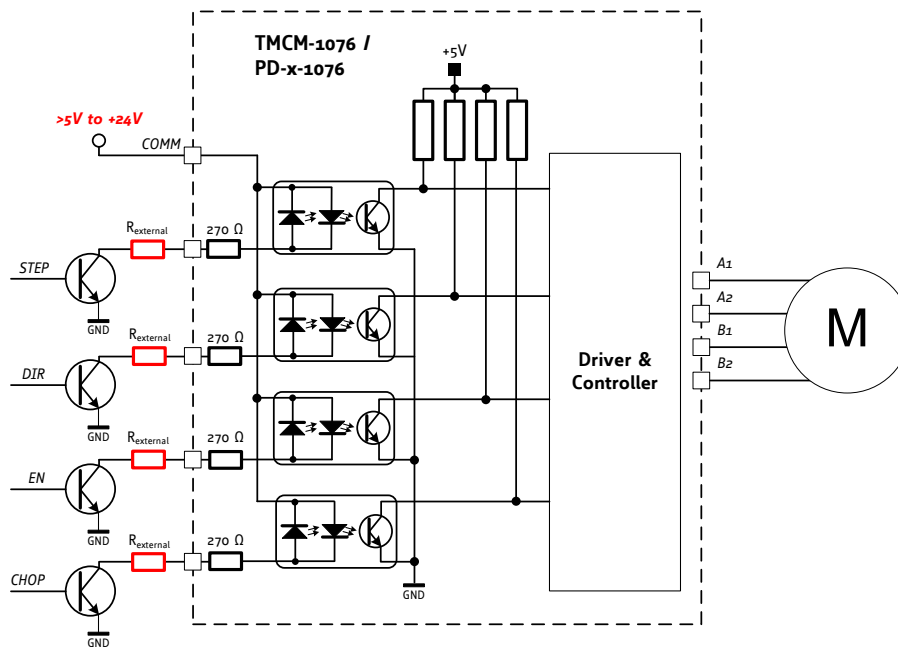 TMCM-1076 /
PD-x-1076
+5V
>5V to +24V
COMM
Rexternal
270 Ω
STEP
GND
Rexternal
270 Ω
DIR
GND
Rexternal
270 Ω
EN
GND
Rexternal
270 Ω
CHOP
GND
GND
Driver &
Controller
A1
A2
B1
B2
M